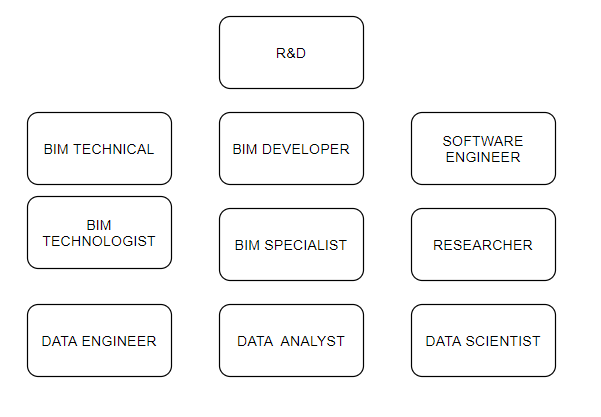 R&D
BIM TECHNICAL
BIM DEVELOPER
SOFTWARE
ENGINEER
BIM
TECHNOLOGIST
BIM SPECIALIST
RESEARCHER
DATA ENGINEER
DATA  ANALYST
DATA SCIENTIST